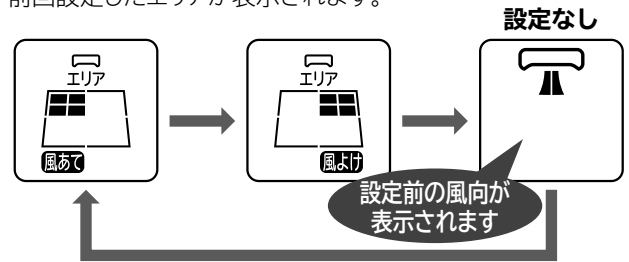 前回設定したエリアが表示されます。
設定なし
エリア
風あて
エリア
風よけ
設定前の風向が
表示されます